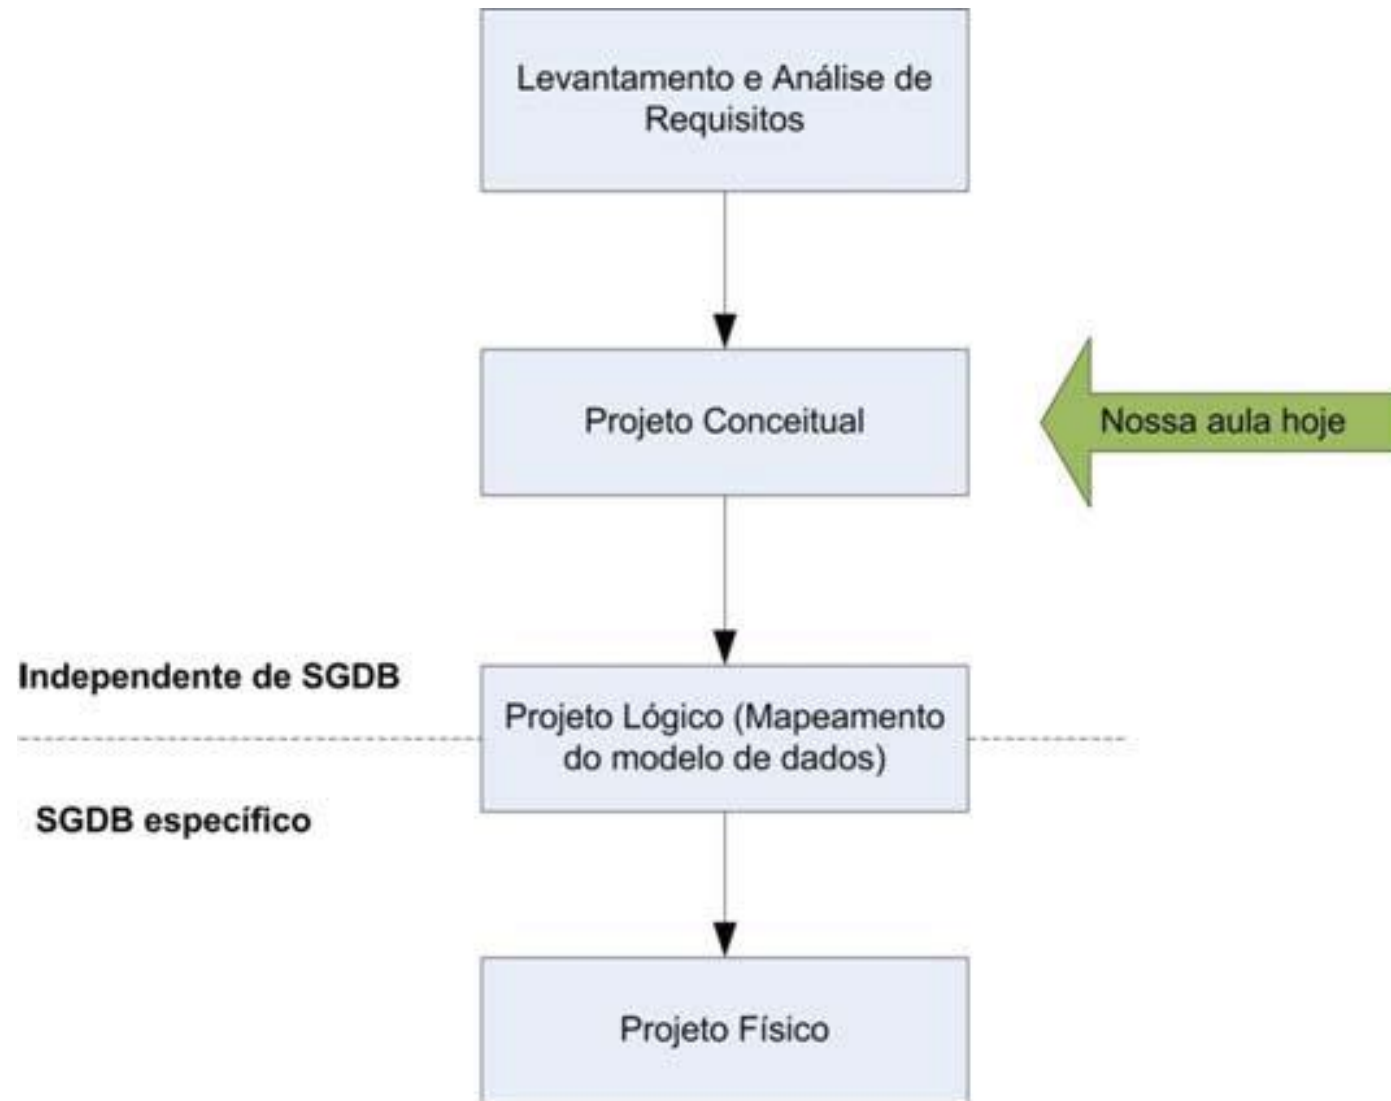 Levantamento e Análise de
Requisitos
Projeto Conceitual
Nossa aula hoje
Independente de SGDB
Projeto Lógico (Mapeamento
do modelo de dados)
SGDB específico
Projeto Físico